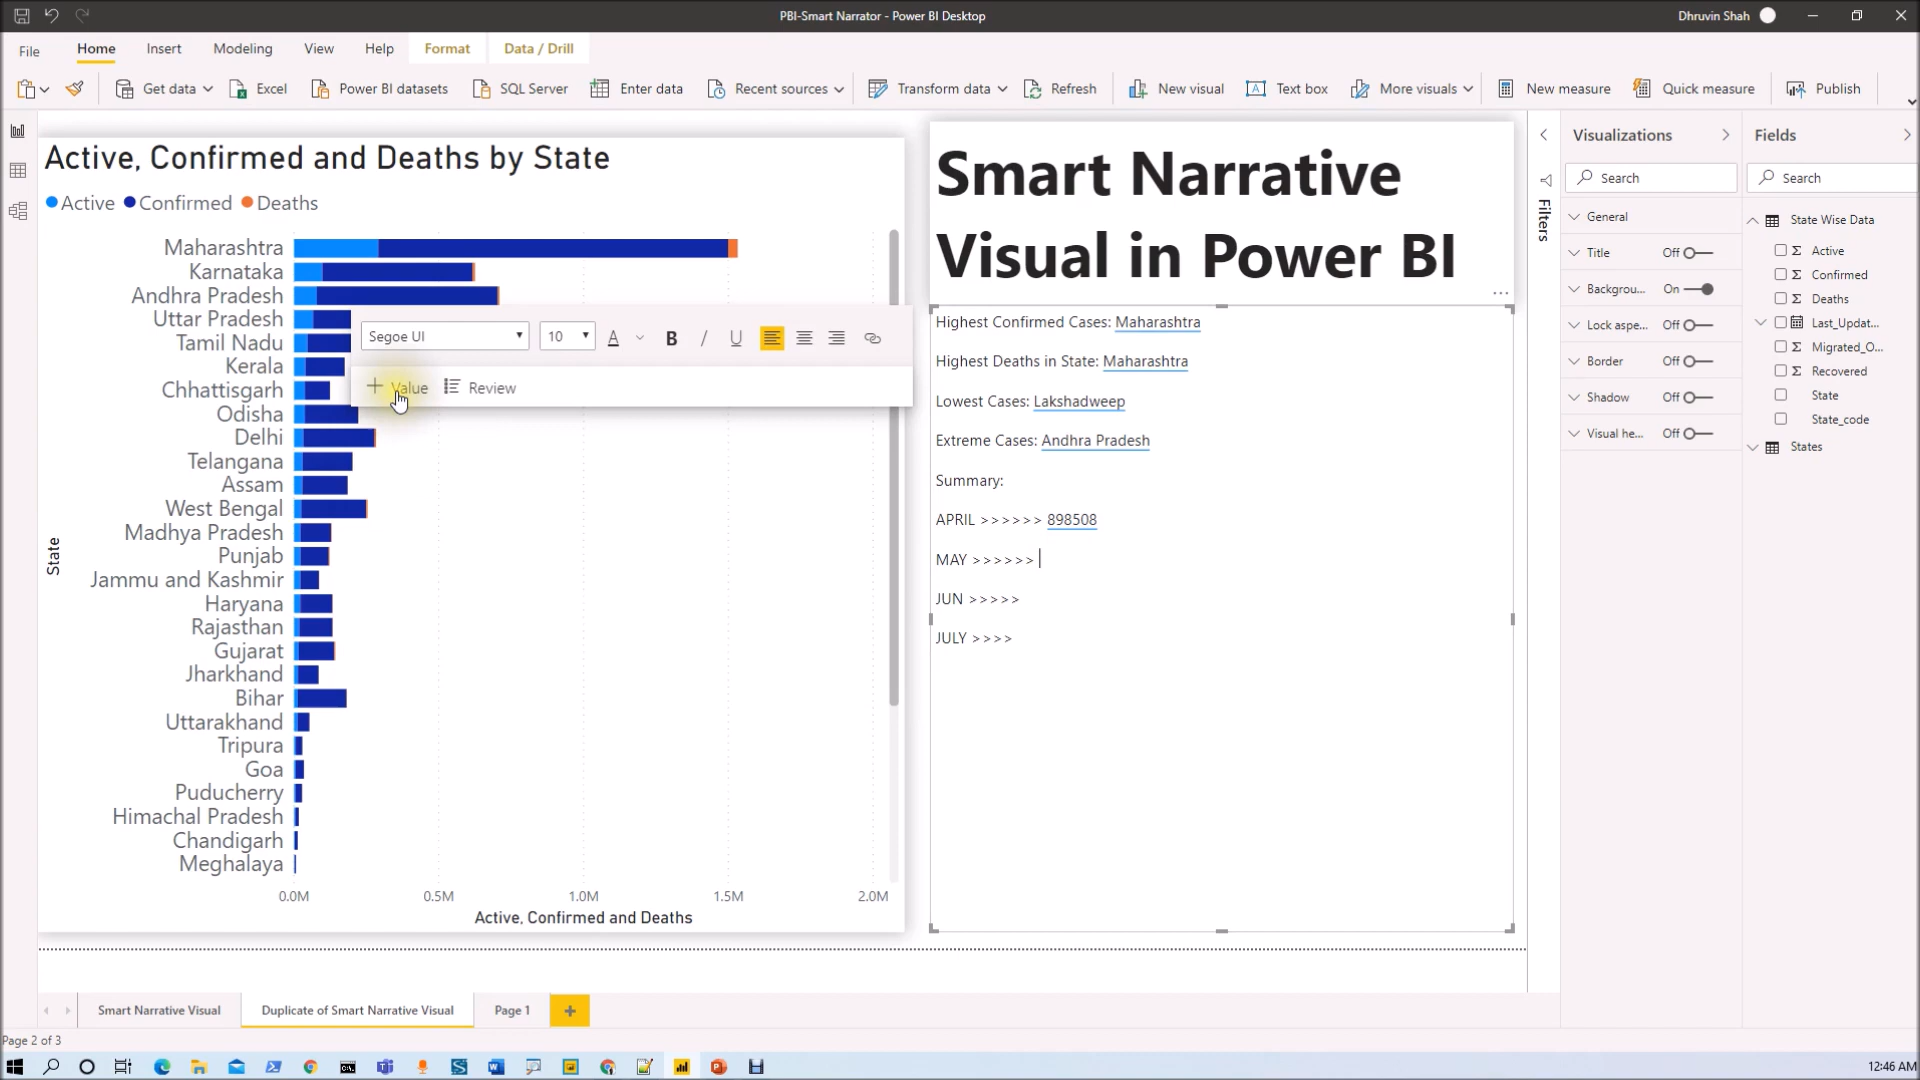 PBI-Smart Narrator - Power BI Desktop
Dhruvin Shah
File Home Insert Modeling View Help Format Data / Drill
Get data Excel Power BI datasets SQL Server Enter data Recent sources Transform data Refresh New visual Text box More visuals New measure Quick measure Publish
Active, Confirmed and Deaths by State
Active Confirmed Deaths
Maharashtra
Karnataka
Andhra Pradesh
Uttar Pradesh
Tamil Nadu
Kerala
Chhattisgarh
Odisha
Delhi
Telangana
Assam
West Bengal
Madhya Pradesh
Punjab
Jammu and Kashmir
Haryana
Rajasthan
Gujarat
Jharkhand
Bihar
Uttarakhand
Tripura
Goa
Puducherry
Himachal Pradesh
Chandigarh
Meghalaya
State
0.0M 0.5M 1.0M 1.5M 2.0M
Active, Confirmed and Deaths
Segoe UI 10 A B / U
+ Value Review
Smart Narrative
Visual in Power BI
Highest Confirmed Cases: Maharashtra
Highest Deaths in State: Maharashtra
Lowest Cases: Lakshadweep
Extreme Cases: Andhra Pradesh
Summary:
APRIL >>>>>> 898508
MAY >>>>>>
JUN >>>>>
JULY >>>>
Filters
Visualizations
Search
General
Title Off
Backgrou... On
Lock aspe... Off
Border Off
Shadow Off
Visual he... Off
Fields
Search
State Wise Data
Active
Confirmed
Deaths
Last_Updat...
Migrated_O...
Recovered
State
State_code
States
Smart Narrative Visual Duplicate of Smart Narrative Visual Page 1 +
Page 2 of 3
12:46 AM